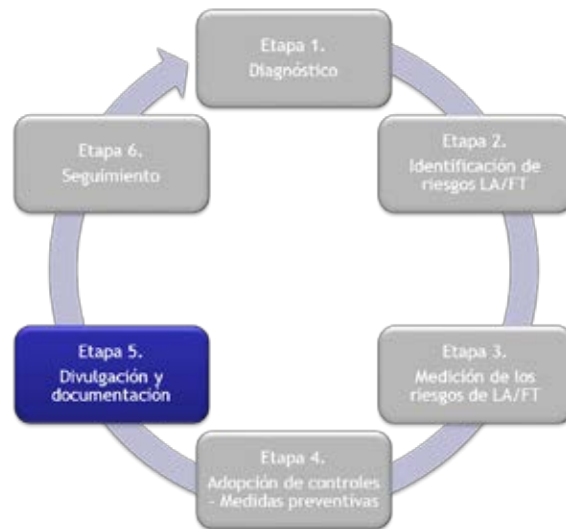 Etapa 1.
Diagnóstico
Etapa 2.
Identificación de
riesgos LA/FT
Etapa 3.
Medición de los
riesgos de LA/FT
Etapa 4.
Adopción de controles
- Medidas preventivas
Etapa 5.
Divulgación y
documentación
Etapa 6.
Seguimiento